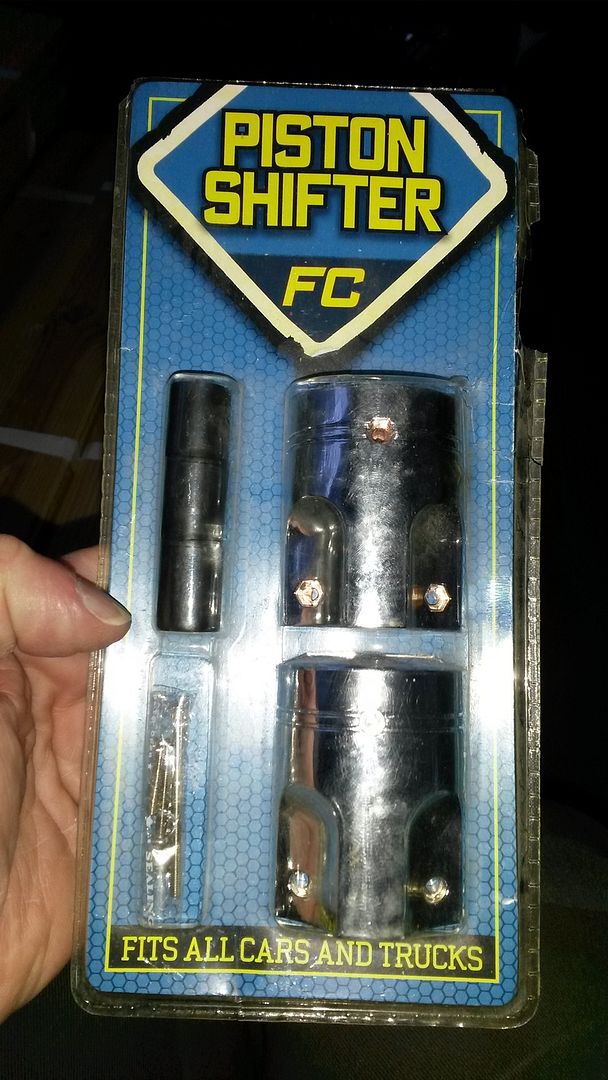 PISTON
SHIFTER
FC
FITS ALL CARS AND TRUCKS